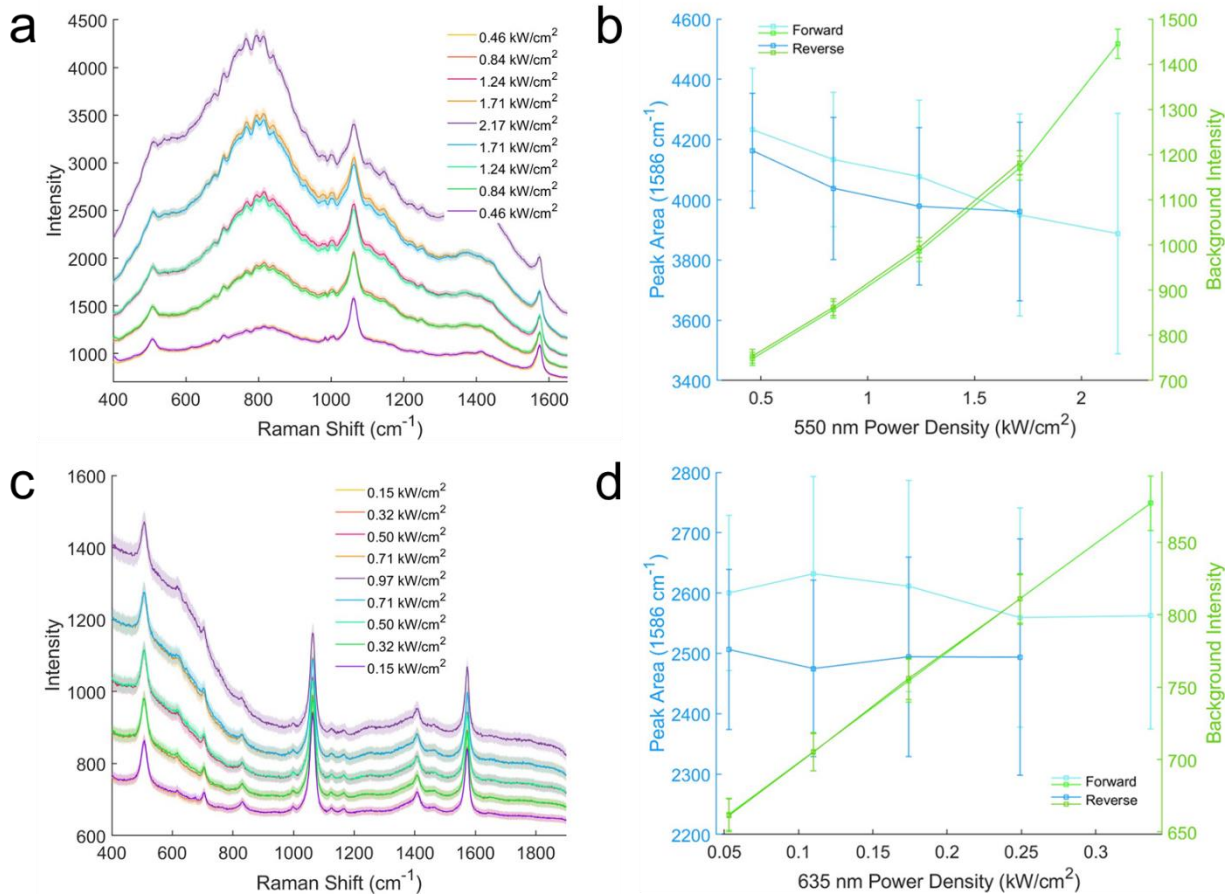 a
4500
4000
3500
3000
2500
2000
1500
1000
Intensity
400 600 800 1000 1200 1400 1600
Raman Shift (cm⁻¹)
0.46 kW/cm²
0.84 kW/cm²
1.24 kW/cm²
1.71 kW/cm²
2.17 kW/cm²
1.71 kW/cm²
1.24 kW/cm²
0.84 kW/cm²
0.46 kW/cm²
b
4600
4400
4200
4000
3800
3600
3400
Peak Area (1586 cm⁻¹)
Forward
Reverse
1500
1400
1300
1200
1100
1000
900
800
700
Background Intensity
0.5 1 1.5 2
550 nm Power Density (kW/cm²)
c
1600
1400
1200
1000
800
600
Intensity
400 600 800 1000 1200 1400 1600 1800
Raman Shift (cm⁻¹)
0.15 kW/cm²
0.32 kW/cm²
0.50 kW/cm²
0.71 kW/cm²
0.97 kW/cm²
0.71 kW/cm²
0.50 kW/cm²
0.32 kW/cm²
0.15 kW/cm²
d
2800
2700
2600
2500
2400
2300
2200
Peak Area (1586 cm⁻¹)
850
800
750
700
650
Background Intensity
Forward
Reverse
0.05 0.1 0.15 0.2 0.25 0.3
635 nm Power Density (kW/cm²)